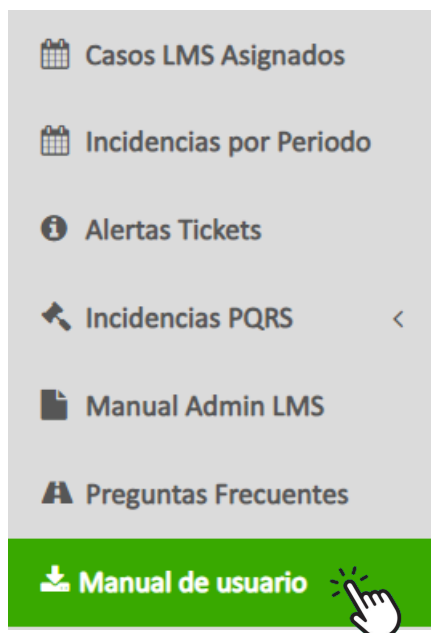 Casos LMS Asignados
Incidencias por Periodo
Alertas Tickets
Incidencias PQRS
Manual Admin LMS
Preguntas Frecuentes
Manual de usuario